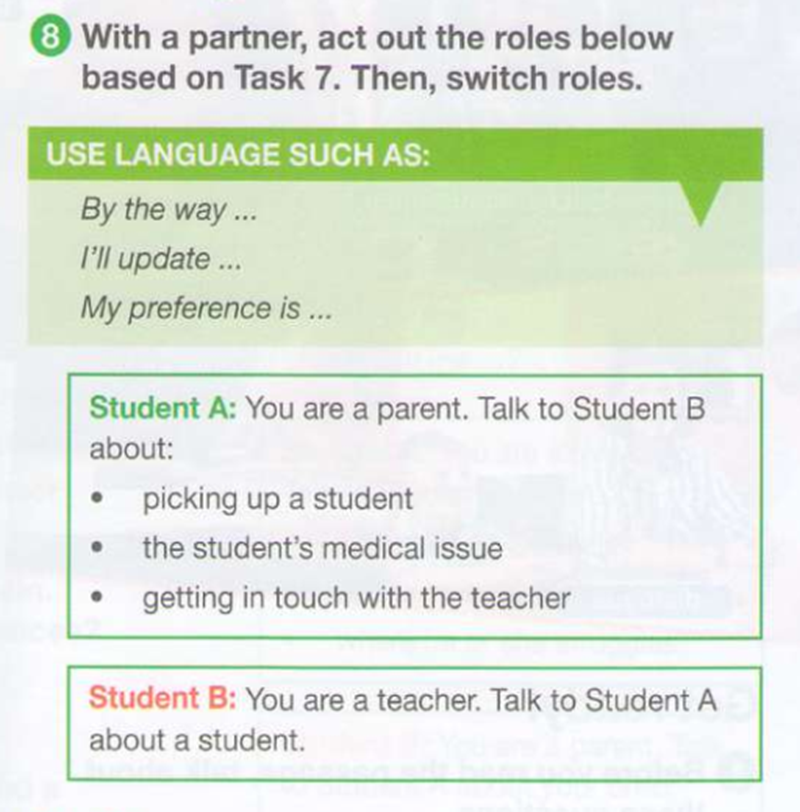 8 With a partner, act out the roles below
based on Task 7. Then, switch roles.
USE LANGUAGE SUCH AS:
By the way ...
I'll update ...
My preference is ...
Student A: You are a parent. Talk to Student B
about:
• picking up a student
• the student's medical issue
• getting in touch with the teacher
Student B: You are a teacher. Talk to Student A
about a student.